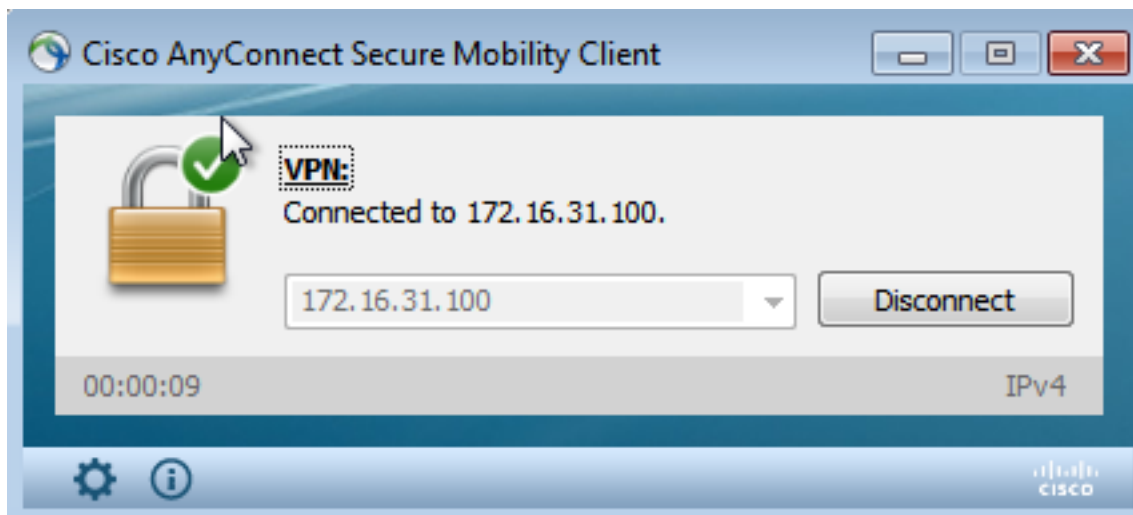 Cisco AnyConnect Secure Mobility Client
VPN:
Connected to 172.16.31.100.
172.16.31.100
Disconnect
00:00:09
IPv4
CISCO